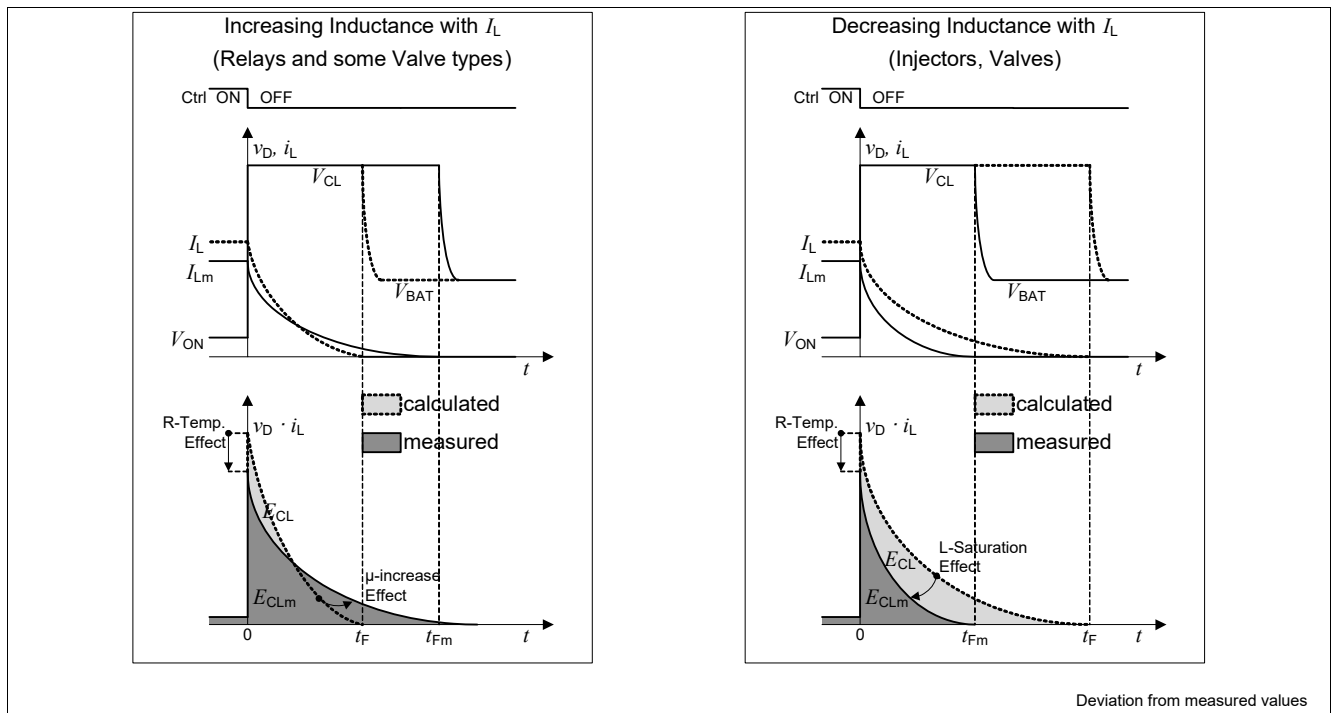 Increasing Inductance with IL
(Relays and some Valve types)
Ctrl ON OFF
vD, iL
VCL
IL
ILm
VBAT
VON
t
calculated
measured
R-Temp.
Effect
vD · iL
ECL
µ-increase
Effect
ECLm
0
tF
tFm
t
Decreasing Inductance with IL
(Injectors, Valves)
Ctrl ON OFF
vD, iL
VCL
IL
ILm
VBAT
VON
t
calculated
measured
R-Temp.
Effect
vD · iL
L-Saturation
Effect
ECL
ECLm
0
tFm
tF
t
Deviation from measured values